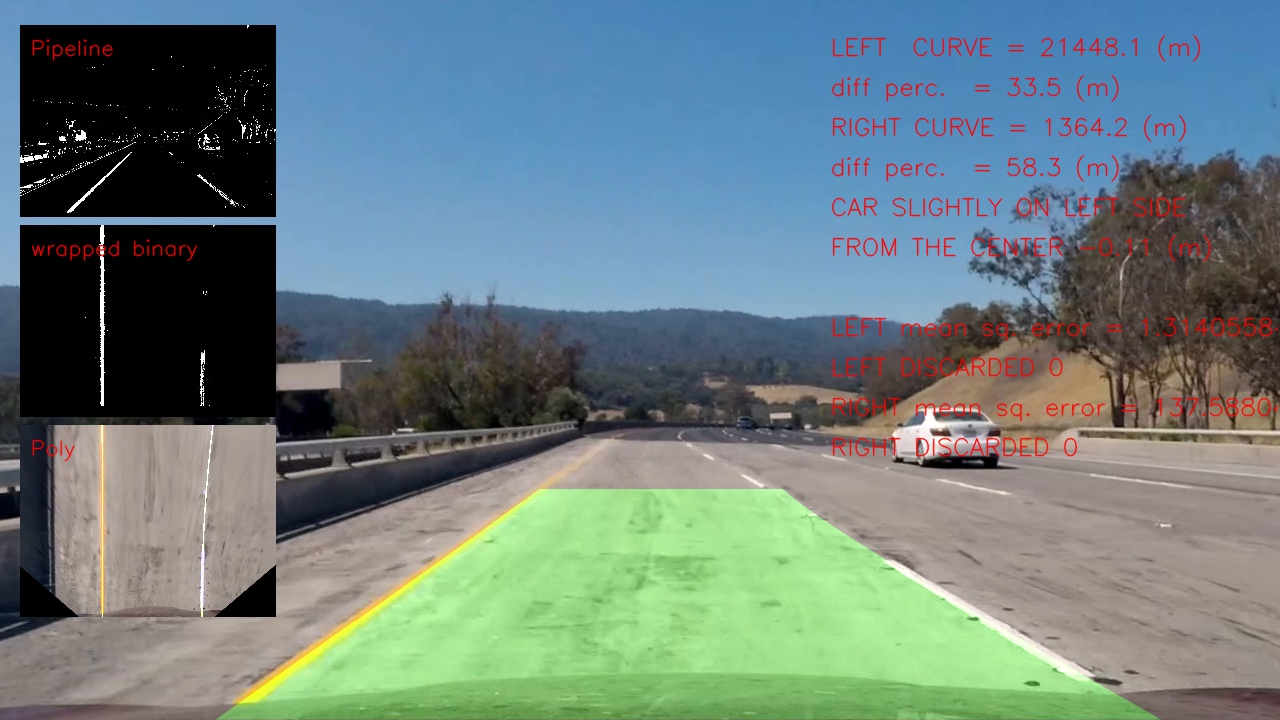 Pipeline
wrapped binary
Poly
LEFT CURVE = 21448.1 (m)
diff perc. = 33.5 (m)
RIGHT CURVE = 1364.2 (m)
diff perc. = 58.3 (m)
CAR SLIGHTLY ON LEFT SIDE
FROM THE CENTER -0.11 (m)
LEFT mean sq. error = 1.3140558
LEFT DISCARDED 0
RIGHT mean sq. error = 137.5880
RIGHT DISCARDED 0